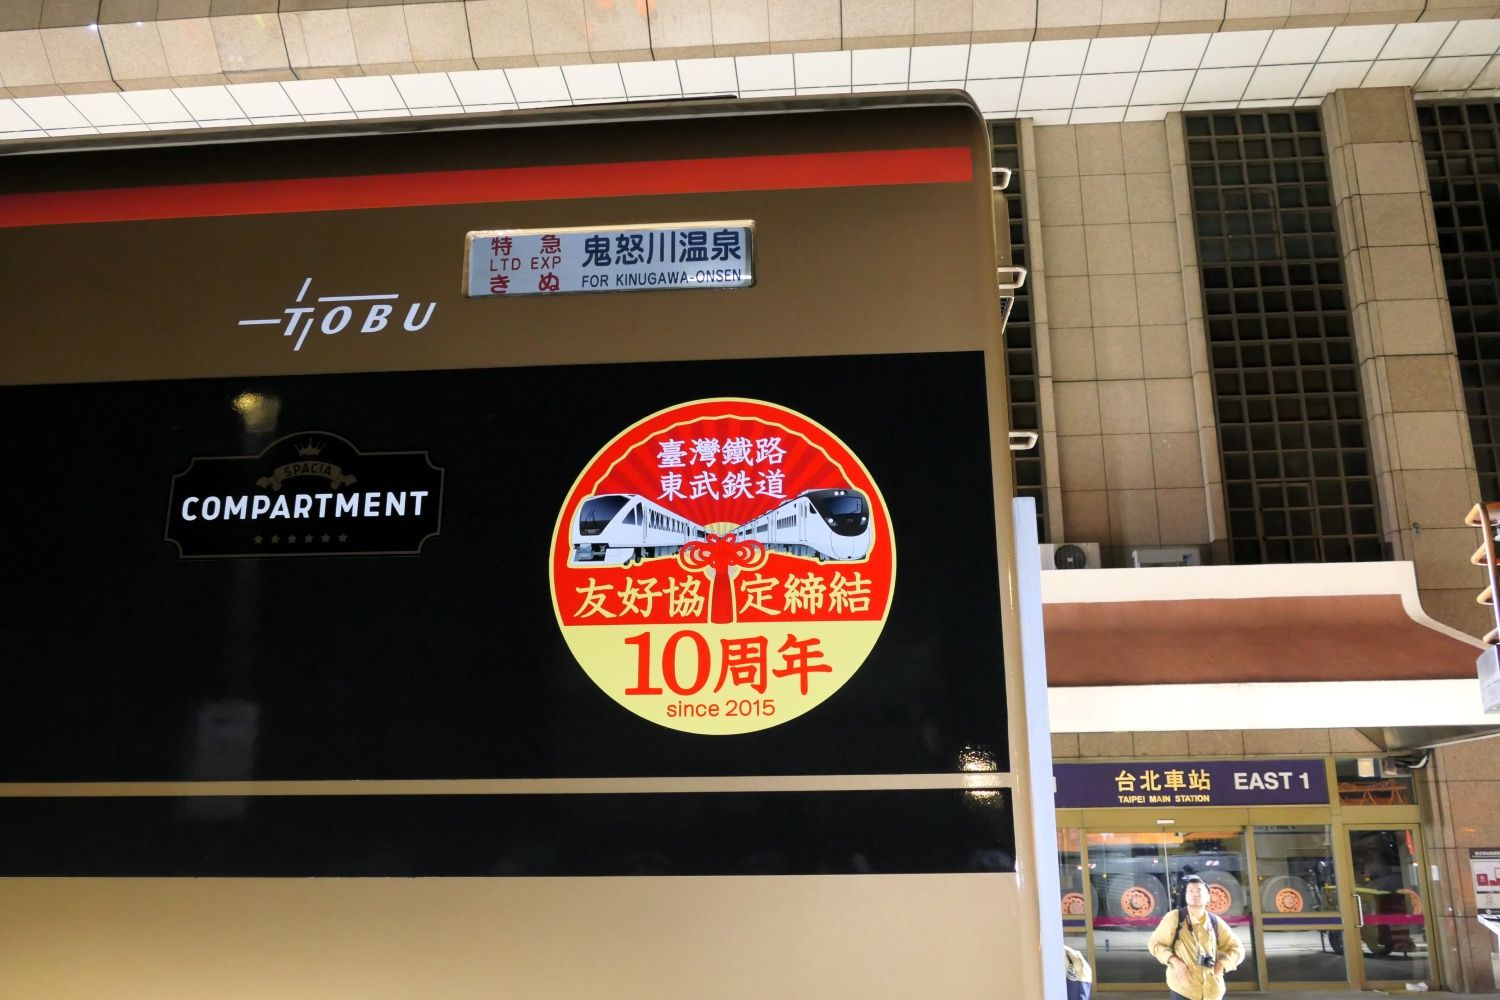 特急 鬼怒川温泉
LTD EXP FOR KINUGAWA-ONSEN
きぬ
TOBU
SPACIA
COMPARTMENT
臺灣鐵路
東武鉄道
友好協定締結
10周年
since 2015
台北車站 EAST 1
TAIPEI MAIN STATION